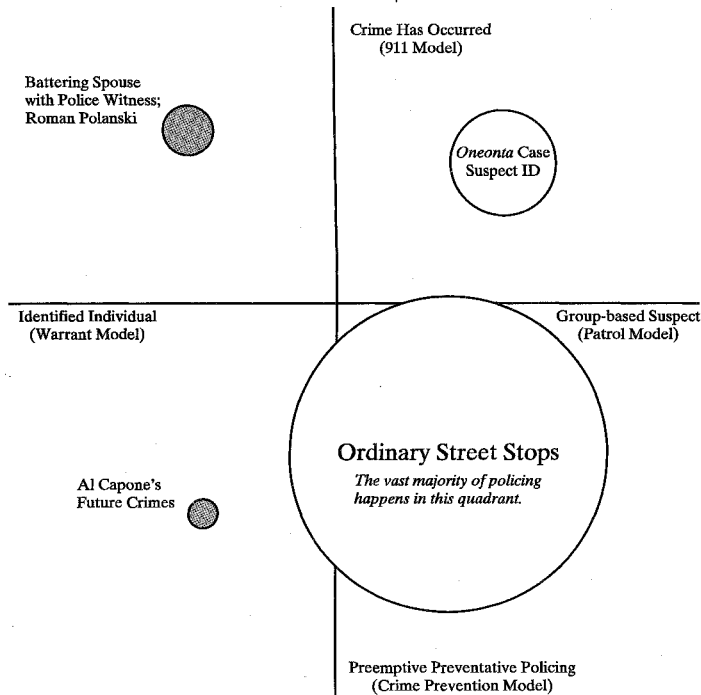 Crime Has Occurred
(911 Model)
Battering Spouse
with Police Witness;
Roman Polanski
Oneonta Case
Suspect ID
Identified Individual
(Warrant Model)
Group-based Suspect
(Patrol Model)
Ordinary Street Stops
The vast majority of policing
happens in this quadrant.
Al Capone's
Future Crimes
Preemptive Preventative Policing
(Crime Prevention Model)